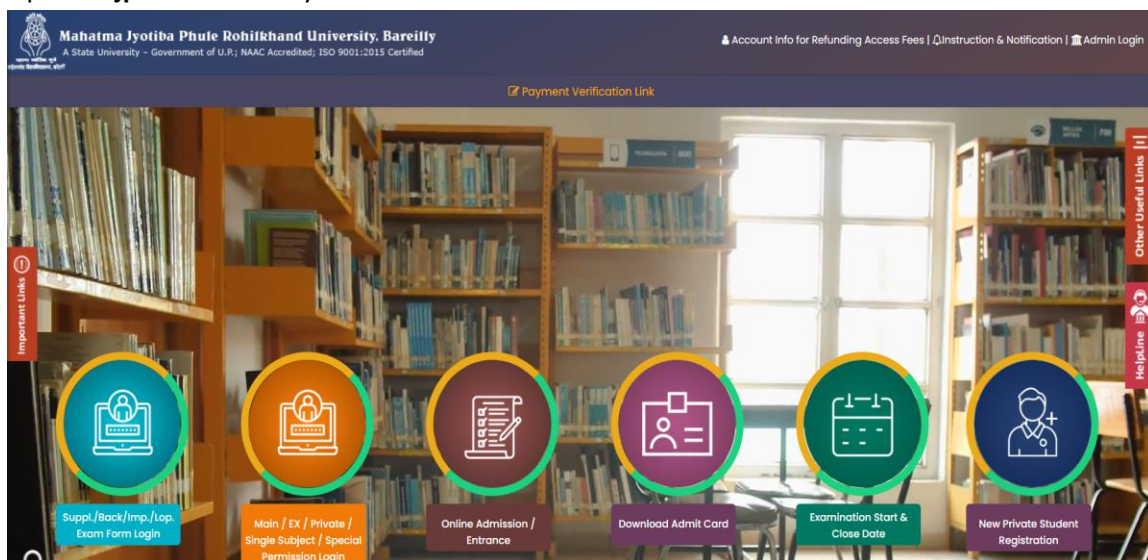 Mahatma Jyotiba Phule Rohilkhand University, Bareilly
A State University – Government of U.P.; NAAC Accredited; ISO 9001:2015 Certified
Account Info for Refunding Access Fees | Instruction & Notification | Admin Login
Payment Verification Link
TECHNOLOGY 600
700
Important Links
Other Useful Links
HelpLine
Suppl./Back/Imp./Lop.
Exam Form Login
Main / EX / Private /
Single Subject / Special
Permission Login
Online Admission /
Entrance
Download Admit Card
Examination Start &
Close Date
New Private Student
Registration